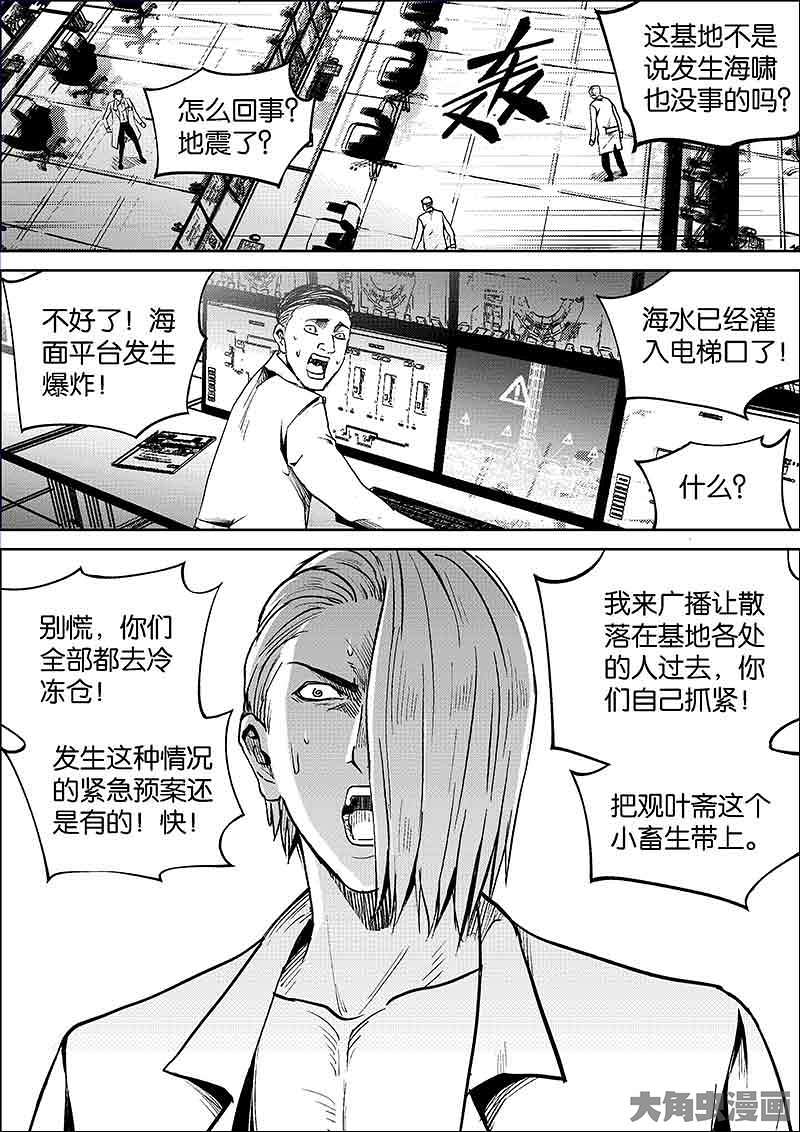 怎么回事？
地震了？
轰
这基地不是
说发生海啸
也没事的吗？
不好了！海
面平台发生
爆炸！
海水已经灌
入电梯口了！
什么？
别慌，你们
全部都去冷
冻仓！
发生这种情况
的紧急预案还
是有的！快！
我来广播让散
落在基地各处
的人过去，你
们自己抓紧！
把观叶斋这个
小畜生带上。
大角虫漫画